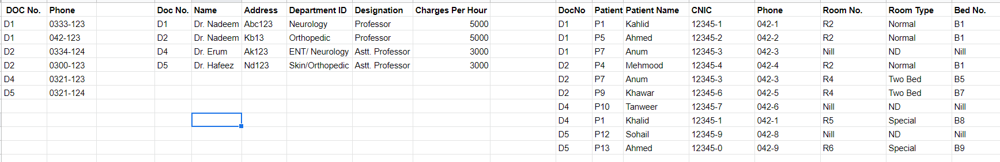 DOC No. Phone Doc No. Name Address Department ID Designation Charges Per Hour DocNo Patient Patient Name CNIC Phone Room No. Room Type Bed No.
D1 0333-123 D1 Dr. Nadeem Abc123 Neurology Professor 5000 D1 P1 Kahlid 12345-1 042-1 R2 Normal B1
D1 042-123 D2 Dr. Nadeem Kb13 Orthopedic Professor 5000 D1 P5 Ahmed 12345-2 042-2 R2 Normal B1
D2 0334-124 D4 Dr. Erum Ak123 ENT/ Neurology Astt. Professor 3000 D1 P7 Anum 12345-3 042-3 Nill ND Nill
D2 0300-123 D5 Dr. Hafeez Nd123 Skin/Orthopedic Astt. Professor 3000 D2 P4 Mehmood 12345-4 042-4 R2 Normal B1
D4 0321-123 D2 P7 Anum 12345-3 042-3 R4 Two Bed B5
D5 0321-124 D2 P9 Khawar 12345-6 042-5 R4 Two Bed B7
D4 P10 Tanweer 12345-7 042-6 Nill ND Nill
D4 P1 Khalid 12345-1 042-1 R5 Special B8
D5 P12 Sohail 12345-9 042-8 Nill ND Nill
D5 P13 Ahmed 12345-0 042-9 R6 Special B9